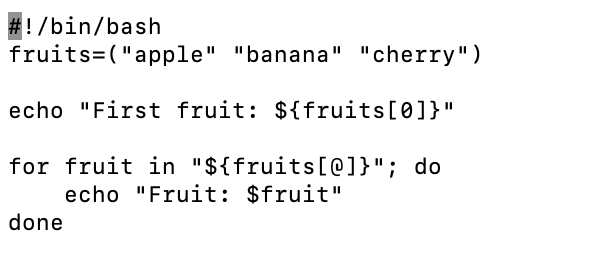 #!/bin/bash
fruits=("apple" "banana" "cherry")

echo "First fruit: ${fruits[0]}"

for fruit in "${fruits[@]}"; do
    echo "Fruit: $fruit"
done